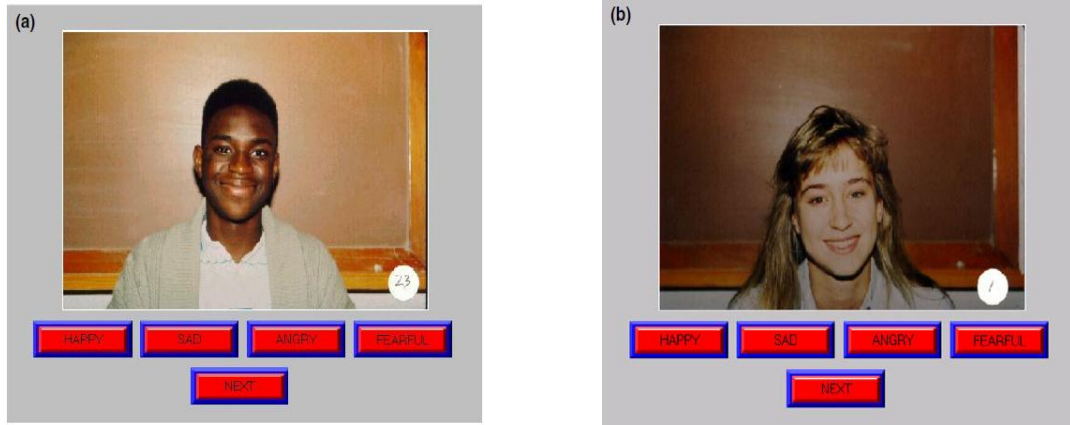 (a)
23
HAPPY SAD ANGRY FEARFUL
NEXT
(b)
1
HAPPY SAD ANGRY FEARFUL
NEXT